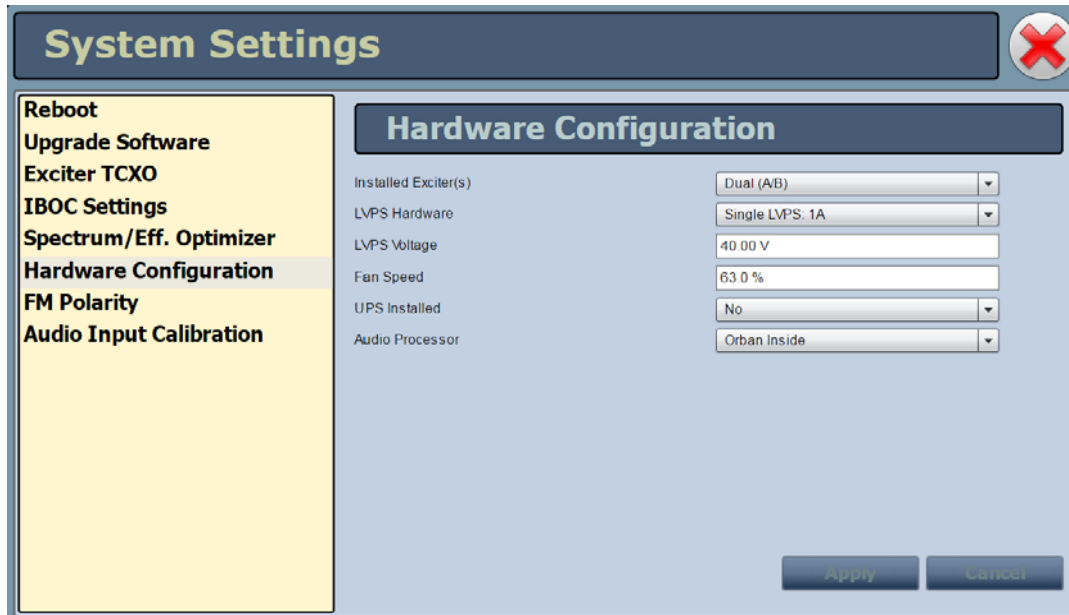 System Settings
Reboot
Upgrade Software
Exciter TCXO
IBOC Settings
Spectrum/Eff. Optimizer
Hardware Configuration
FM Polarity
Audio Input Calibration
Hardware Configuration
Installed Exciter(s) Dual (A/B)
LVPS Hardware Single LVPS: 1A
LVPS Voltage 40.00 V
Fan Speed 63.0 %
UPS Installed No
Audio Processor Orban Inside
Apply Cancel